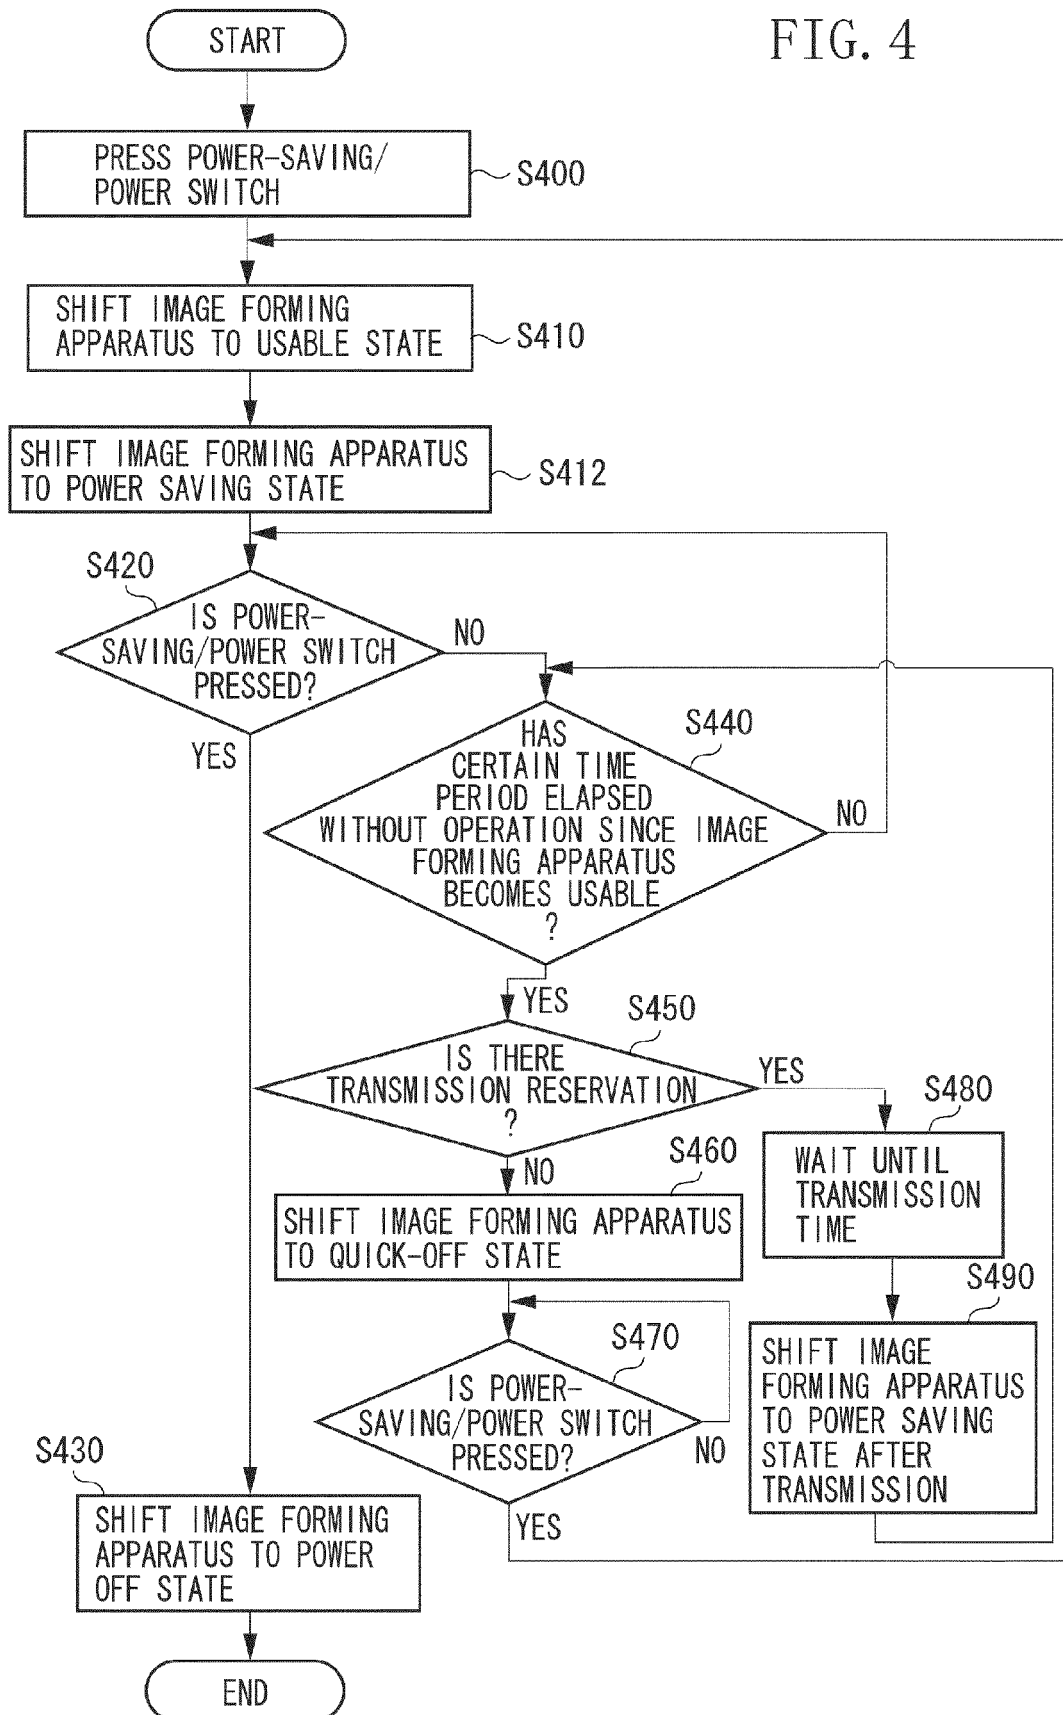 START
FIG. 4
PRESS POWER-SAVING/
POWER SWITCH
S400
SHIFT IMAGE FORMING
APPARATUS TO USABLE STATE
S410
SHIFT IMAGE FORMING APPARATUS
TO POWER SAVING STATE
S412
S420
IS POWER-
SAVING/POWER SWITCH
PRESSED?
NO
YES
S440
HAS
CERTAIN TIME
PERIOD ELAPSED
WITHOUT OPERATION SINCE IMAGE
FORMING APPARATUS
BECOMES USABLE
?
NO
YES
S450
IS THERE
TRANSMISSION RESERVATION
?
YES
NO
S480
WAIT UNTIL
TRANSMISSION
TIME
S460
SHIFT IMAGE FORMING APPARATUS
TO QUICK-OFF STATE
S490
SHIFT IMAGE
FORMING APPARATUS
TO POWER SAVING
STATE AFTER
TRANSMISSION
S470
IS POWER-
SAVING/POWER SWITCH
PRESSED?
NO
YES
S430
SHIFT IMAGE FORMING
APPARATUS TO POWER
OFF STATE
END